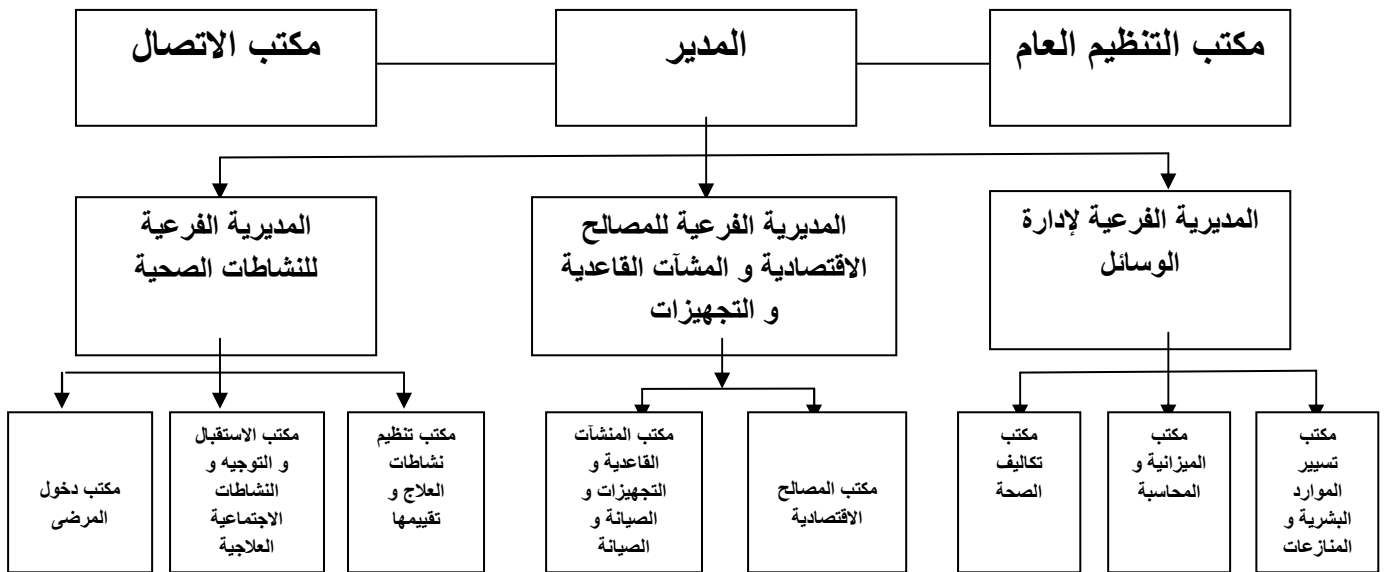 مكتب التنظيم العام
المدير
مكتب الاتصال
المديرية الفرعية لإدارة
الوسائل
المديرية الفرعية للمصالح
الاقتصادية و المشآت القاعدية
و التجهيزات
المديرية الفرعية
للنشاطات الصحية
مكتب
تسيير
الموارد
البشرية و
المنازعات
مكتب
الميزانية و
المحاسبة
مكتب
تكاليف
الصحة
مكتب المصالح
الاقتصادية
مكتب المنشآت
القاعدية و
التجهيزات و
الصيانة و
الصيانة
مكتب تنظيم
نشاطات
العلاج و
تقييمها
مكتب الاستقبال
و التوجيه و
النشاطات
الاجتماعية
العلاجية
مكتب دخول
المرضى